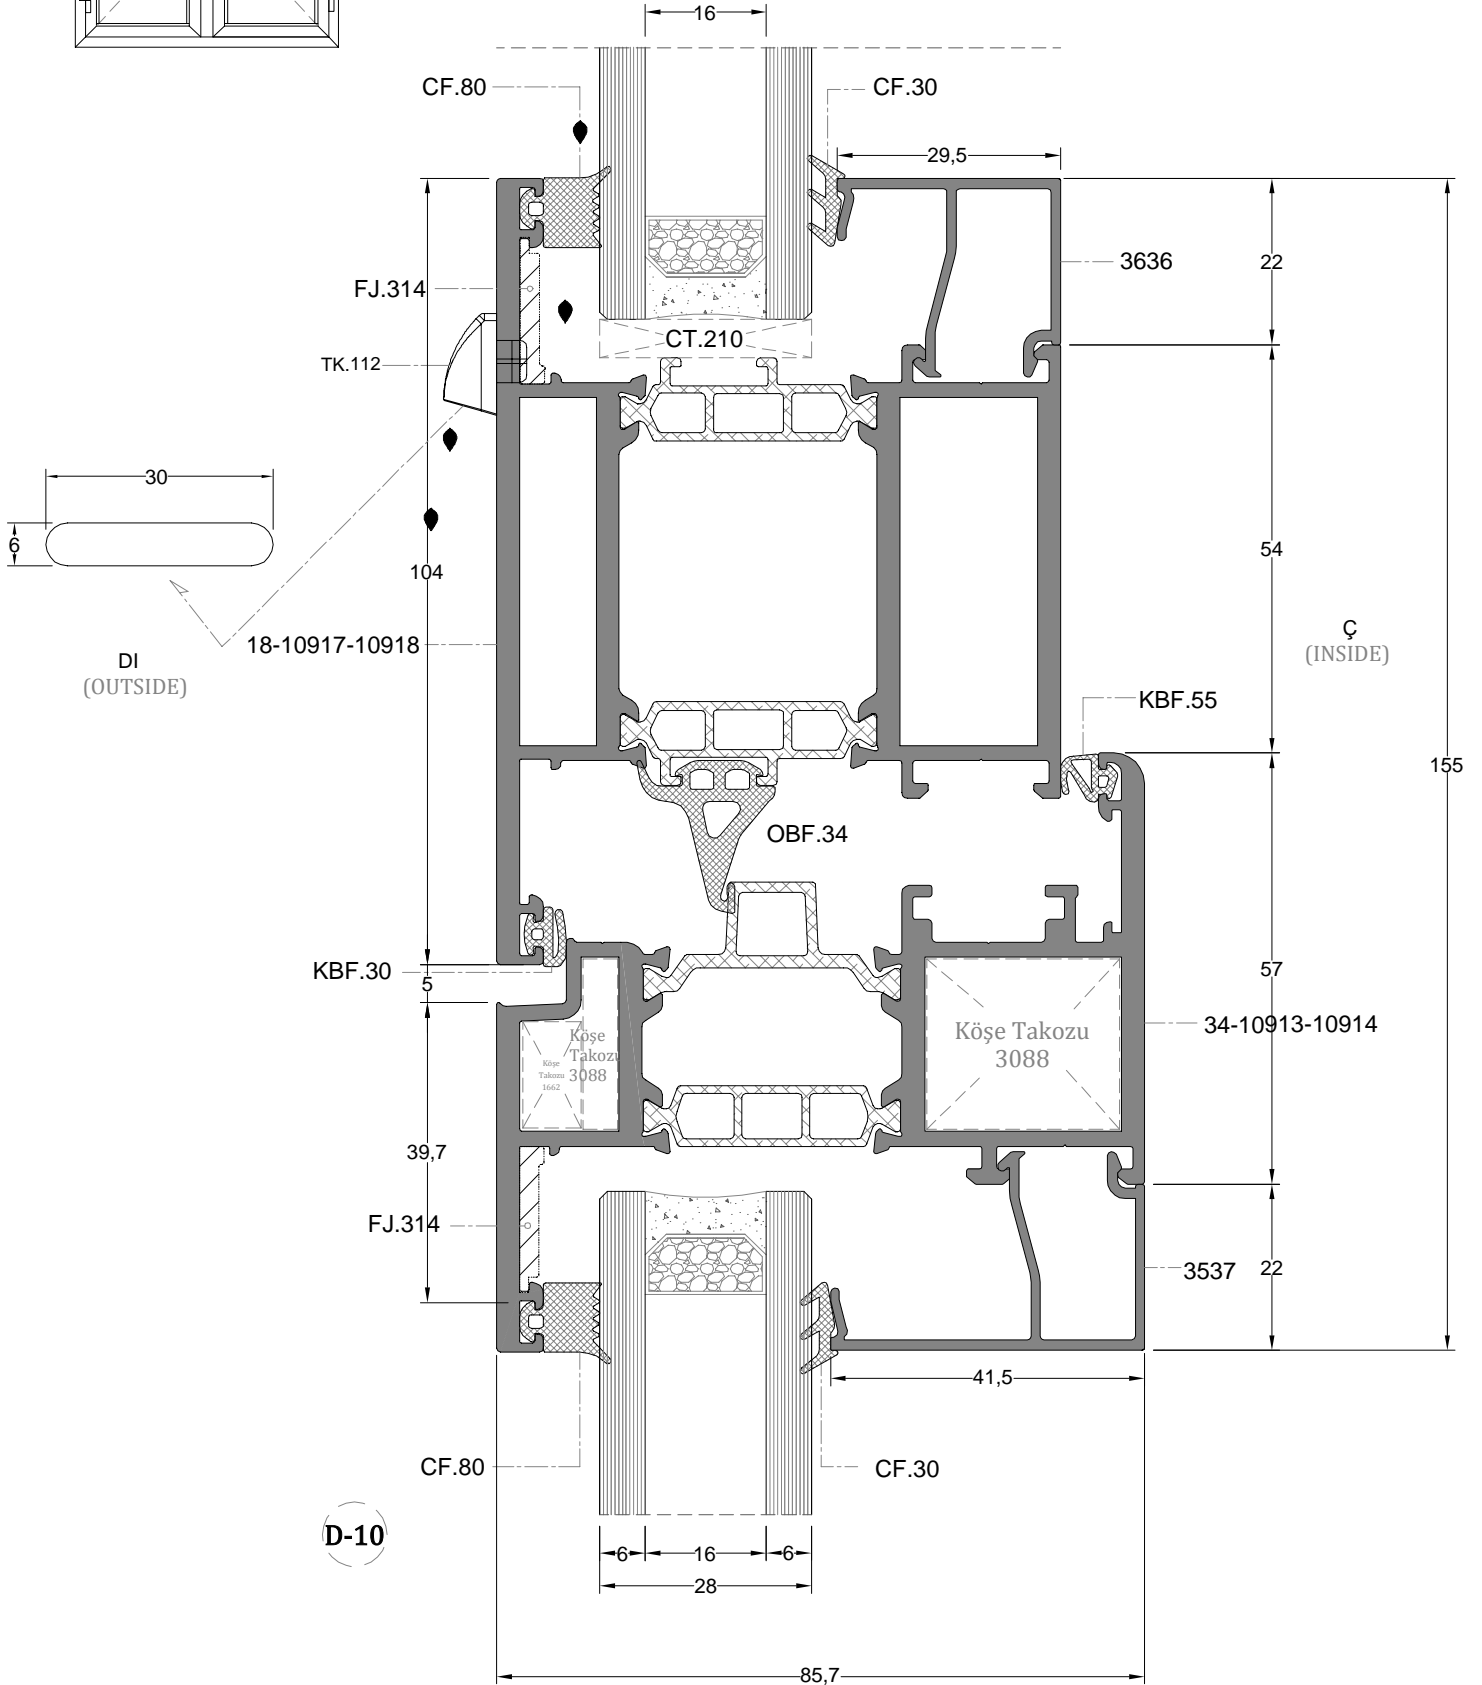 16
CF.80
CF.30
29,5
3636
22
FJ.314
CT.210
TK.112
30
6
104
54
18-10917-10918
DI
(OUTSIDE)
Ç
(INSIDE)
KBF.55
155
OBF.34
KBF.30
5
57
34-10913-10914
Köşe
Takozu
3088
Köşe
Takozu
1662
Köşe Takozu
3088
39,7
FJ.314
3537
22
41,5
CF.80
CF.30
D-10
6
16
6
28
85,7